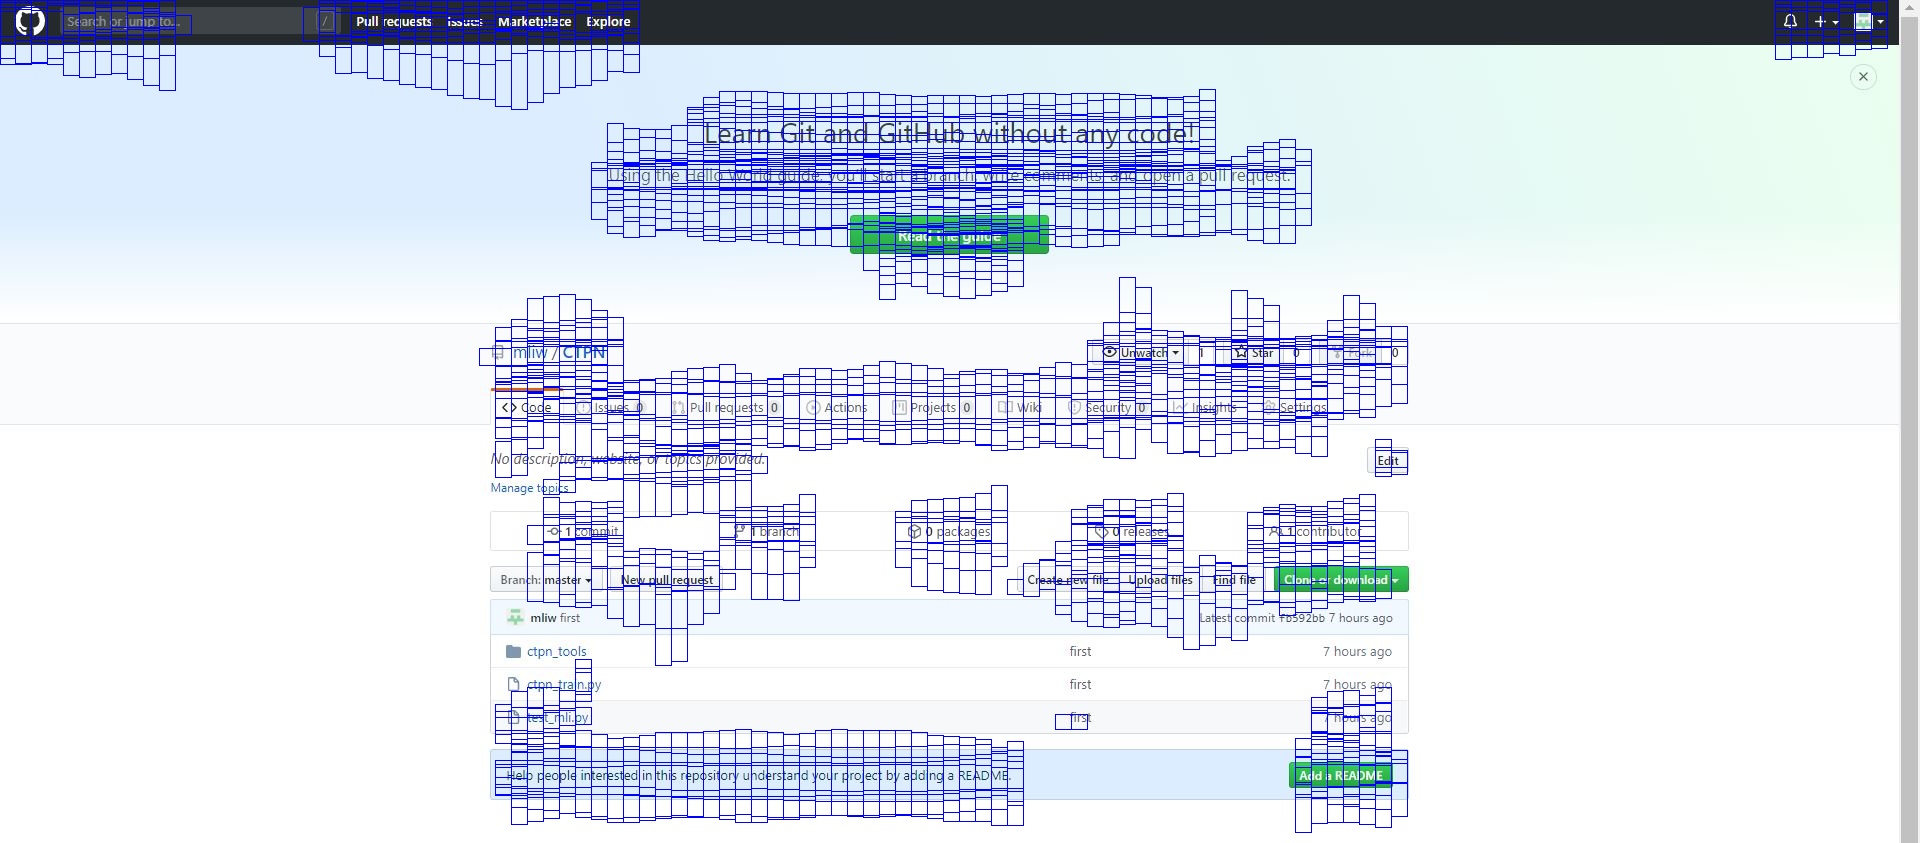 Search or jump to... / Pull requests Issues Marketplace Explore
Learn Git and GitHub without any code!
Using the Hello World guide, you'll start a branch, write comments, and open a pull request.
Read the guide
mliw / CTPN Unwatch 1 Star 0 Fork 0
Code Issues 0 Pull requests 0 Actions Projects 0 Wiki Security 0 Insights Settings
No description, website, or topics provided. Edit
Manage topics
1 commit 1 branch 0 packages 0 releases 1 contributor
Branch: master New pull request Create new file Upload files Find file Clone or download
mliw first Latest commit fb592bb 7 hours ago
ctpn_tools first 7 hours ago
ctpn_train.py first 7 hours ago
test_mli.py first 7 hours ago
Help people interested in this repository understand your project by adding a README. Add a README